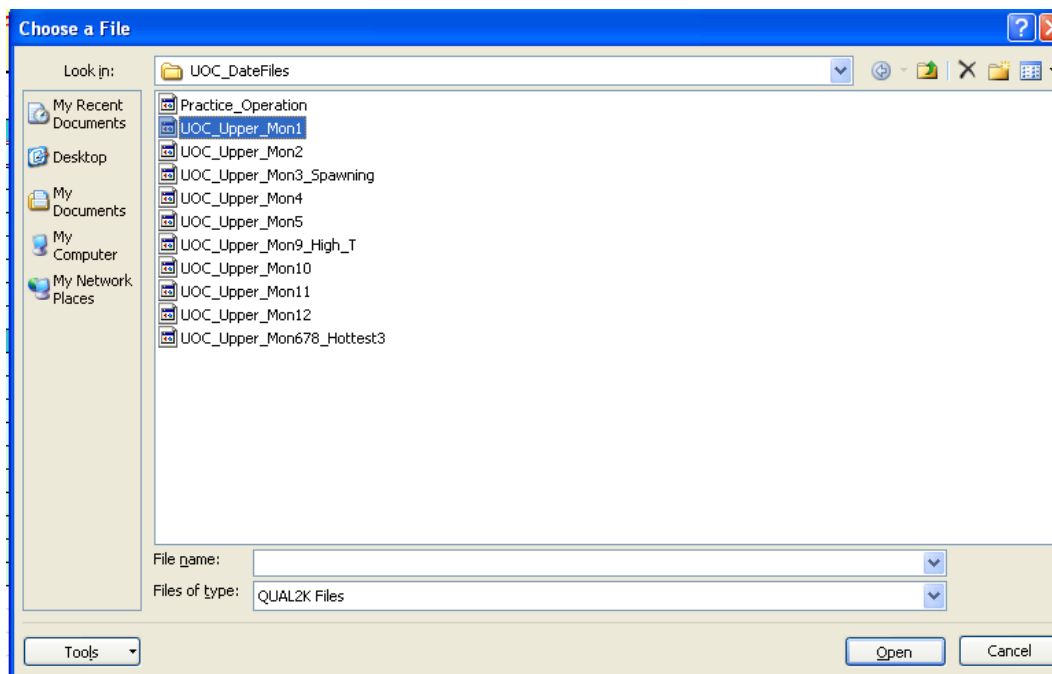 Choose a File
Look in:
UOC_DateFiles
My Recent
Documents
Desktop
My
Documents
My
Computer
My Network
Places
Practice_Operation
UOC_Upper_Mon1
UOC_Upper_Mon2
UOC_Upper_Mon3_Spawning
UOC_Upper_Mon4
UOC_Upper_Mon5
UOC_Upper_Mon9_High_T
UOC_Upper_Mon10
UOC_Upper_Mon11
UOC_Upper_Mon12
UOC_Upper_Mon678_Hottest3
File name:
Files of type:
QUAL2K Files
Tools
Open
Cancel